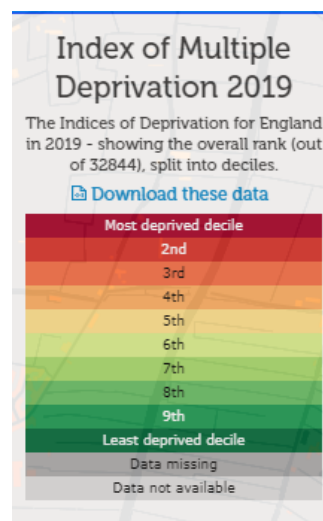 Index of Multiple
Deprivation 2019
The Indices of Deprivation for England
in 2019 - showing the overall rank (out
of 32844), split into deciles.
Download these data
Most deprived decile
2nd
3rd
4th
5th
6th
7th
8th
9th
Least deprived decile
Data missing
Data not available